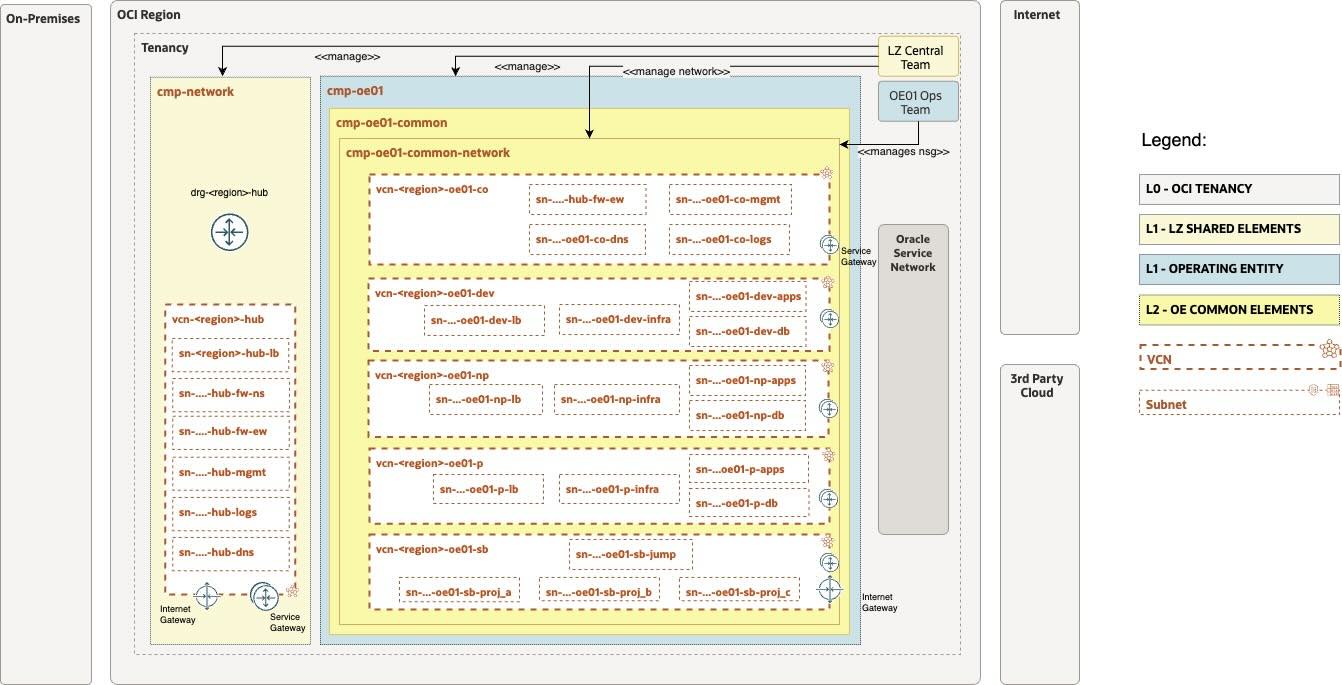 On-Premises
OCI Region
Internet
Tenancy
<<manage>>
<<manage>>
<<manage network>>
LZ Central
Team
OE01 Ops
Team
<<manages nsg>>
cmp-network
drg-<region>-hub
vcn-<region>-hub
sn-<region>-hub-lb
sn-....-hub-fw-ns
sn-....-hub-fw-ew
sn-....-hub-mgmt
sn-....-hub-logs
sn-....-hub-dns
Internet
Gateway
Service
Gateway
cmp-oe01
cmp-oe01-common
cmp-oe01-common-network
vcn-<region>-oe01-co
sn-....-hub-fw-ew
sn-...-oe01-co-mgmt
sn-...-oe01-co-dns
sn-...-oe01-co-logs
Service
Gateway
vcn-<region>-oe01-dev
sn-...-oe01-dev-lb
sn-...-oe01-dev-infra
sn-...-oe01-dev-apps
sn-...-oe01-dev-db
vcn-<region>-oe01-np
sn-...-oe01-np-lb
sn-...-oe01-np-infra
sn-...-oe01-np-apps
sn-...-oe01-np-db
vcn-<region>-oe01-p
sn-...-oe01-p-lb
sn-...-oe01-p-infra
sn-...oe01-p-apps
sn-...-oe01-p-db
vcn-<region>-oe01-sb
sn-...-oe01-sb-jump
sn-...-oe01-sb-proj_a
sn-...-oe01-sb-proj_b
sn-...-oe01-sb-proj_c
Internet
Gateway
Oracle
Service
Network
3rd Party
Cloud
Legend:
L0 - OCI TENANCY
L1 - LZ SHARED ELEMENTS
L1 - OPERATING ENTITY
L2 - OE COMMON ELEMENTS
VCN
Subnet